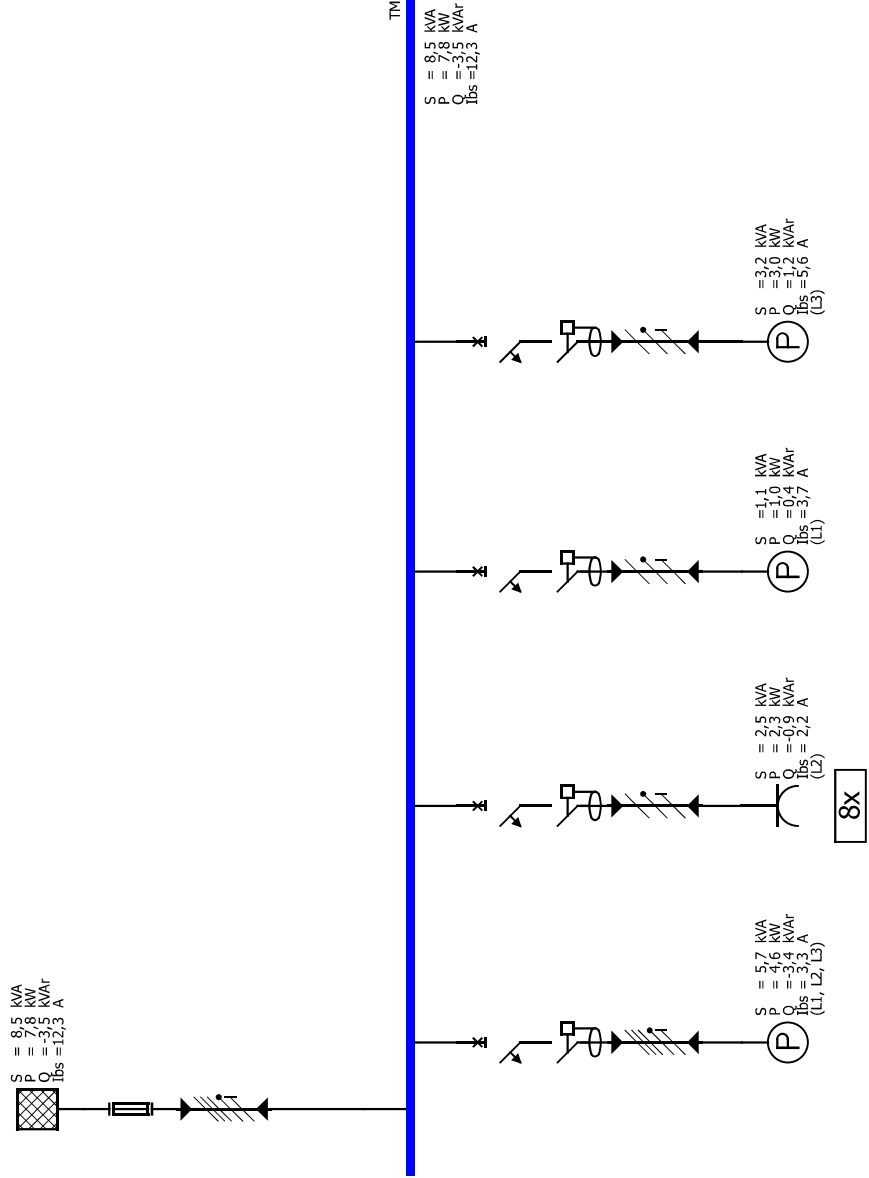 TM
S = 8,5 kVA
P = 7,8 kW
Q =-3,5 kVAr
Ibs =12,3 A
S =3,2 kVA
P =3,0 kW
Q =1,2 kVAr
Ibs =5,6 A
(L3)
P
S =1,1 kVA
P =1,0 kW
Q =0,4 kVAr
Ibs =3,7 A
(L1)
P
S = 2,5 kVA
P = 2,3 kW
Q =-0,9 kVAr
Ibs = 2,2 A
(L2)
8x
S = 5,7 kVA
P = 4,6 kW
Q =-3,4 kVAr
Ibs = 3,3 A
(L1, L2, L3)
P
S = 8,5 kVA
P = 7,8 kW
Q =-3,5 kVAr
Ibs =12,3 A